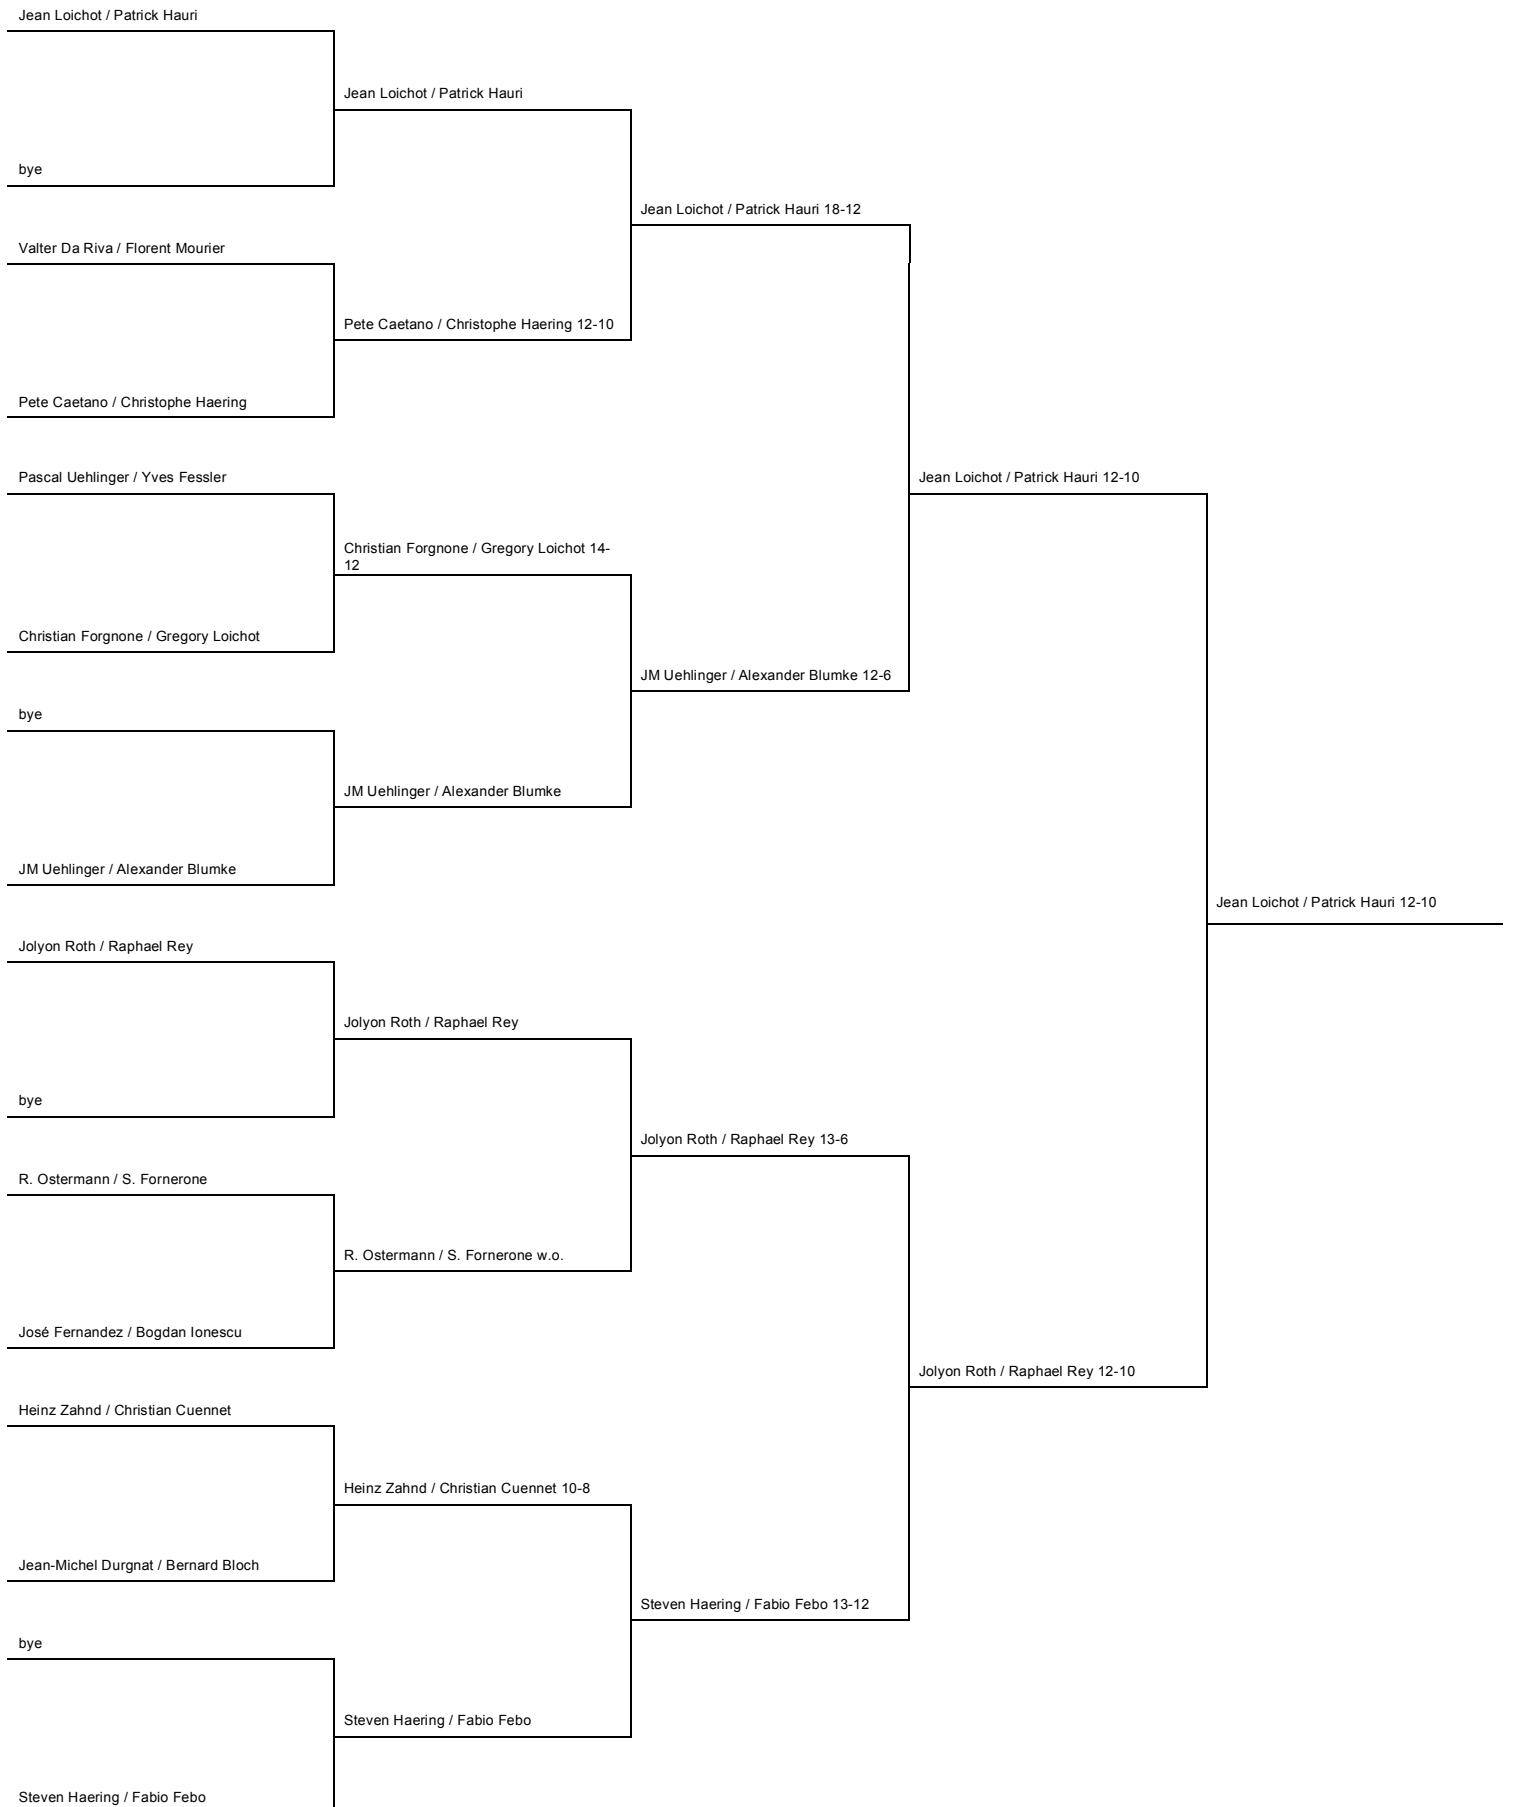 Jean Loichot / Patrick Hauri
Jean Loichot / Patrick Hauri
bye
Jean Loichot / Patrick Hauri 18-12
Valter Da Riva / Florent Mourier
Pete Caetano / Christophe Haering 12-10
Pete Caetano / Christophe Haering
Pascal Uehlinger / Yves Fessler
Jean Loichot / Patrick Hauri 12-10
Christian Forgnone / Gregory Loichot 14-
12
Christian Forgnone / Gregory Loichot
JM Uehlinger / Alexander Blumke 12-6
bye
JM Uehlinger / Alexander Blumke
JM Uehlinger / Alexander Blumke
Jean Loichot / Patrick Hauri 12-10
Jolyon Roth / Raphael Rey
Jolyon Roth / Raphael Rey
bye
Jolyon Roth / Raphael Rey 13-6
R. Ostermann / S. Fornerone
R. Ostermann / S. Fornerone w.o.
José Fernandez / Bogdan Ionescu
Jolyon Roth / Raphael Rey 12-10
Heinz Zahnd / Christian Cuennet
Heinz Zahnd / Christian Cuennet 10-8
Jean-Michel Durgnat / Bernard Bloch
Steven Haering / Fabio Febo 13-12
bye
Steven Haering / Fabio Febo
Steven Haering / Fabio Febo